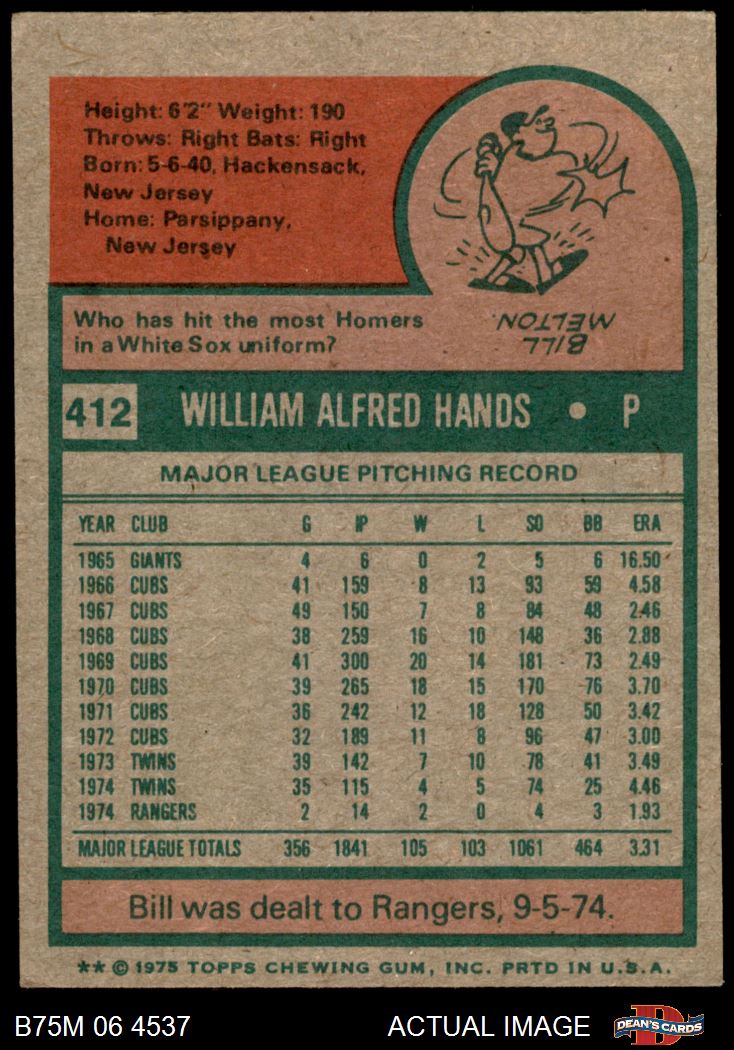 Height: 6'2" Weight: 190
Throws: Right Bats: Right
Born: 5-6-40, Hackensack,
New Jersey
Home: Parsippany,
New Jersey
Who has hit the most Homers
in a White Sox uniform?
BILL
MELTON
412 WILLIAM ALFRED HANDS • P
MAJOR LEAGUE PITCHING RECORD
YEAR CLUB G IP W L SO BB ERA
1965 GIANTS 4 6 0 2 5 6 16.50
1966 CUBS 41 159 8 13 93 59 4.58
1967 CUBS 49 150 7 8 84 48 2.46
1968 CUBS 38 259 16 10 148 36 2.88
1969 CUBS 41 300 20 14 181 73 2.49
1970 CUBS 39 265 18 15 170 76 3.70
1971 CUBS 36 242 12 18 128 50 3.42
1972 CUBS 32 189 11 8 96 47 3.00
1973 TWINS 39 142 7 10 78 41 3.49
1974 TWINS 35 115 4 5 74 25 4.46
1974 RANGERS 2 14 2 0 4 3 1.93
MAJOR LEAGUE TOTALS 356 1841 105 103 1061 464 3.31
Bill was dealt to Rangers, 9-5-74.
** © 1975 TOPPS CHEWING GUM, INC. PRTD IN U.S.A.
B75M 06 4537 ACTUAL IMAGE DEAN'S CARDS